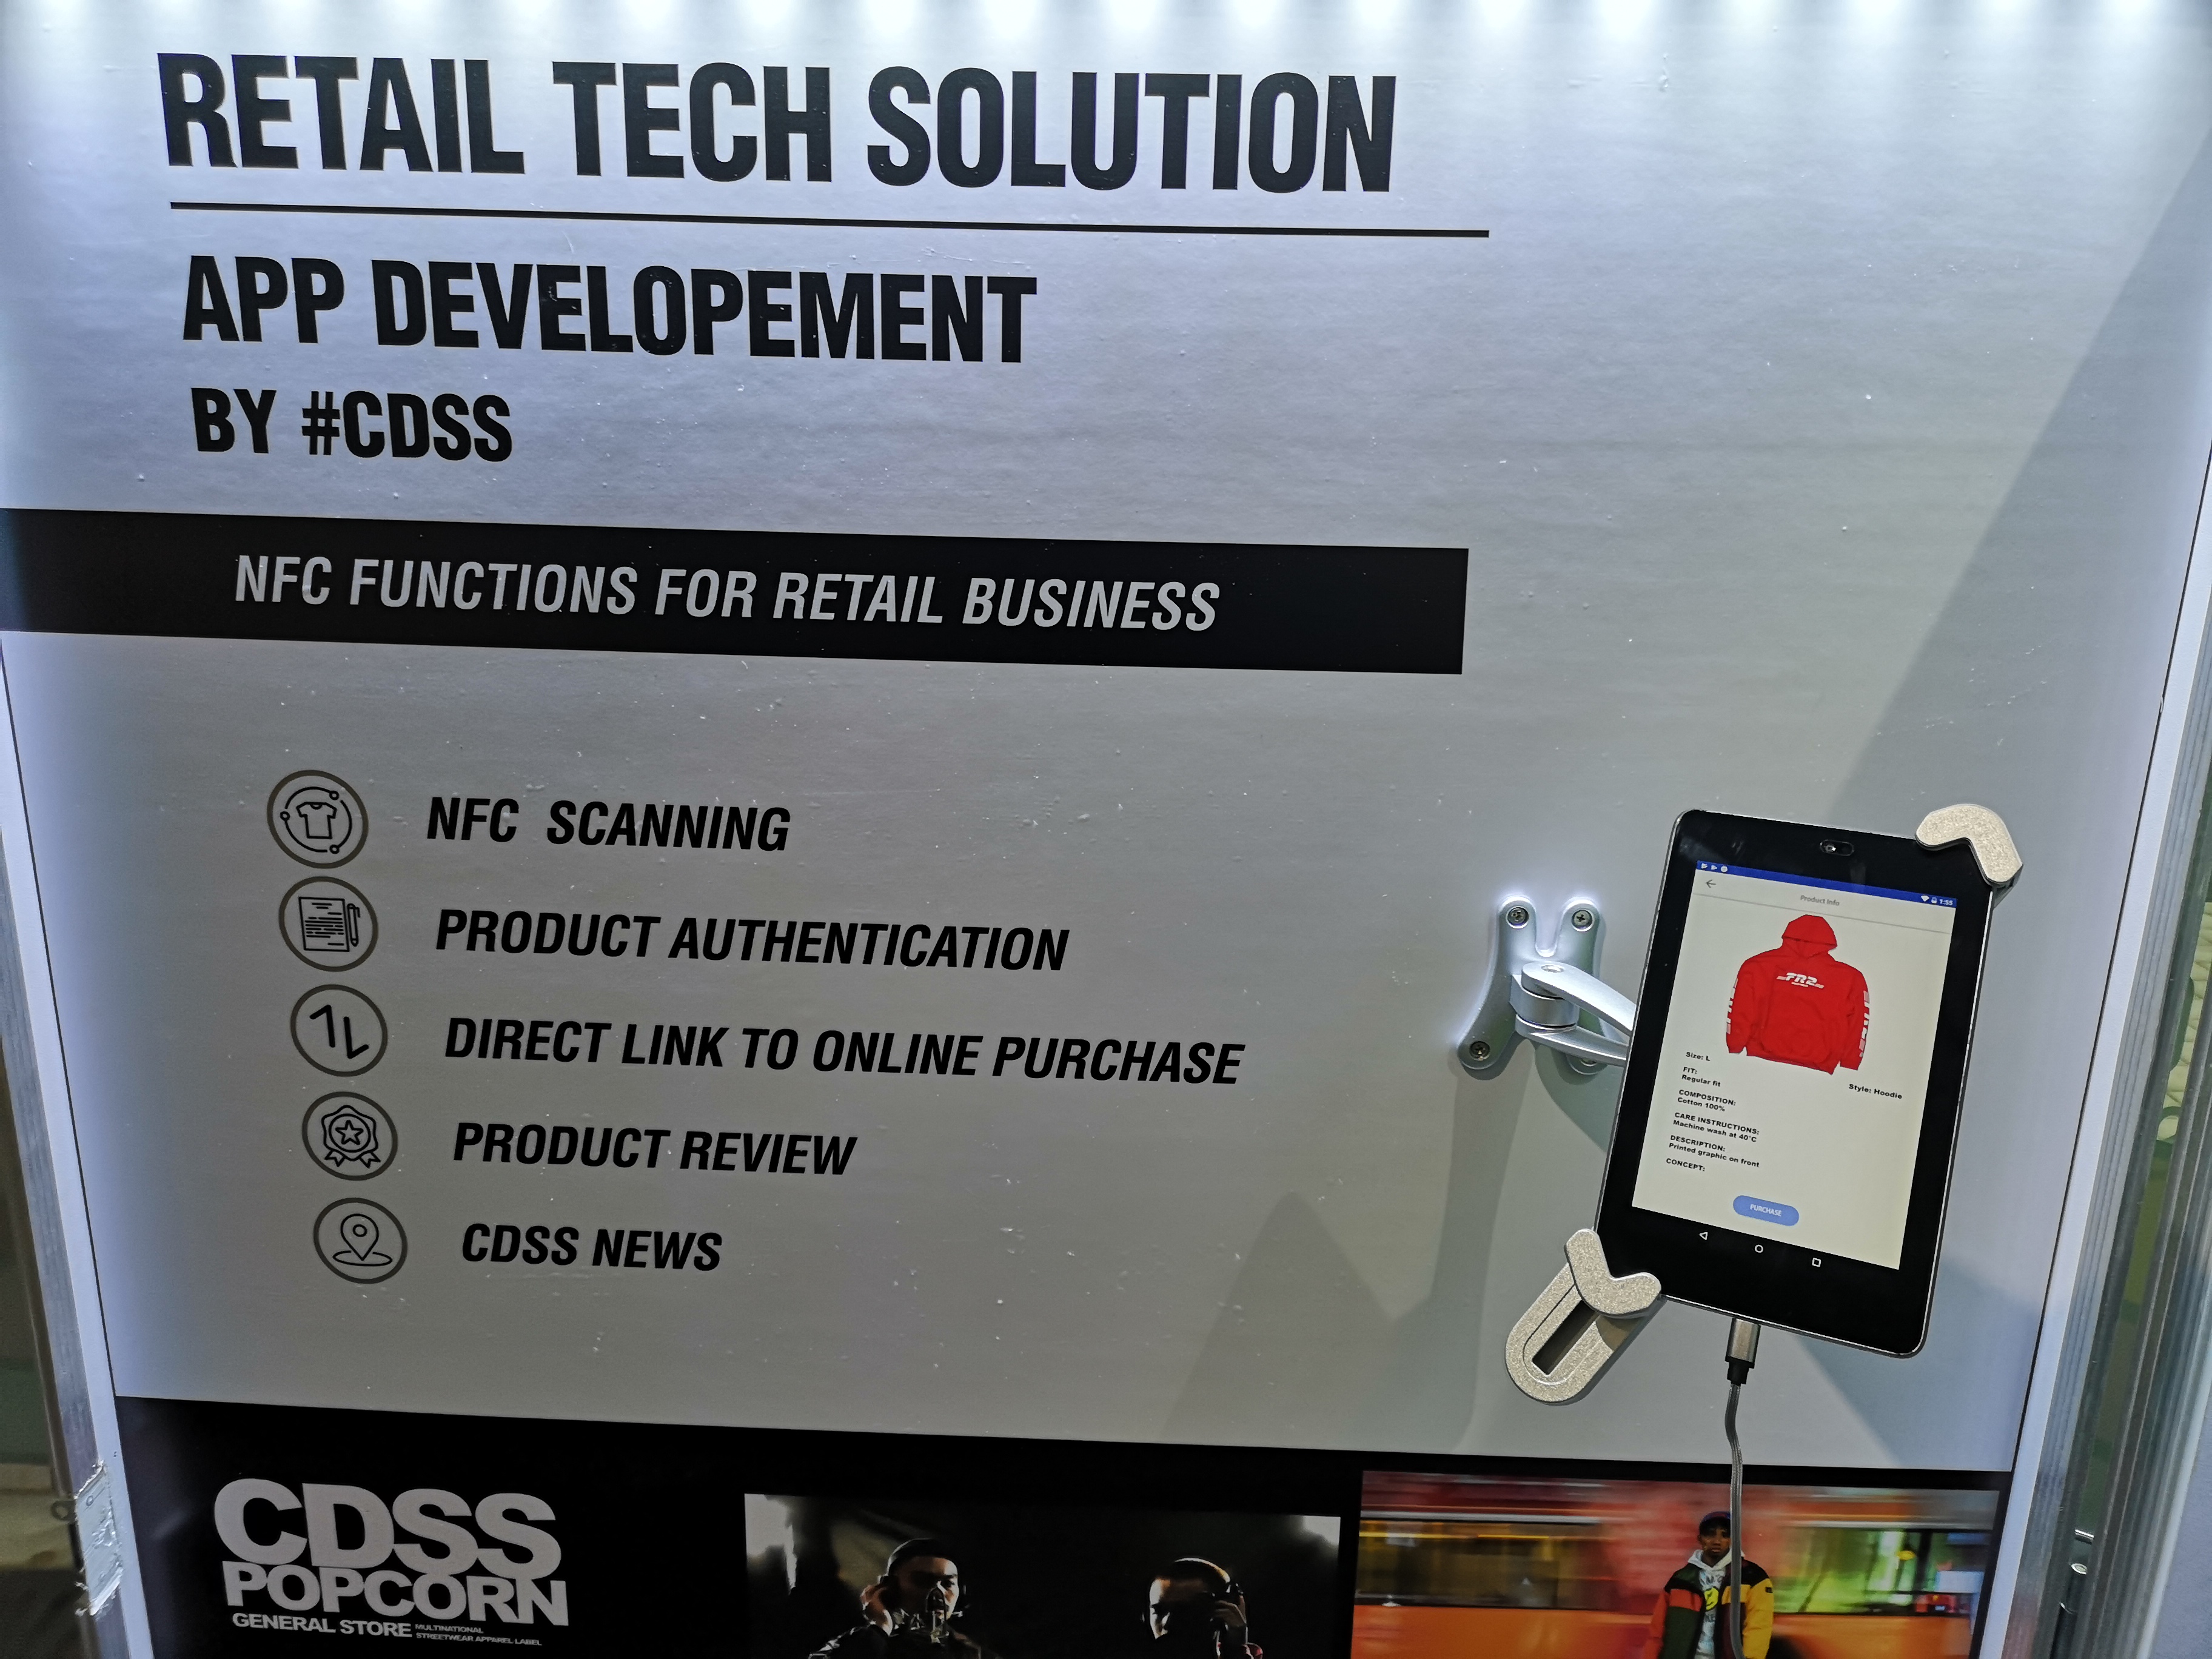 RETAIL TECH SOLUTION
APP DEVELOPEMENT
BY #CDSS
NFC FUNCTIONS FOR RETAIL BUSINESS
NFC SCANNING
PRODUCT AUTHENTICATION
DIRECT LINK TO ONLINE PURCHASE
PRODUCT REVIEW
CDSS NEWS
1:55
Product Info
Size: L
Style: Hoodie
FIT:
Regular fit
COMPOSITION:
Cotton 100%
CARE INSTRUCTIONS:
Machine wash at 40°C
DESCRIPTION:
Printed graphic on front
CONCEPT:
PURCHASE
CDSS
POPCORN
GENERAL STORE
MULTINATIONAL
STREETWEAR APPAREL LABEL